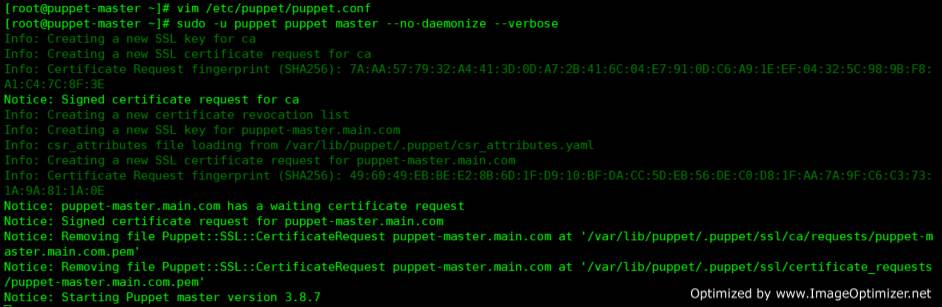 [root@puppet-master ~]# vim /etc/puppet/puppet.conf
[root@puppet-master ~]# sudo -u puppet puppet master --no-daemonize --verbose
Info: Creating a new SSL key for ca
Info: Creating a new SSL certificate request for ca
Info: Certificate Request fingerprint (SHA256): 7A:AA:57:79:32:A4:41:3D:0D:A7:2B:41:6C:04:E7:91:0D:C6:A9:1E:EF:04:32:5C:98:9B:F8:
A1:C4:7C:8F:3E
Notice: Signed certificate request for ca
Info: Creating a new certificate revocation list
Info: Creating a new SSL key for puppet-master.main.com
Info: csr_attributes file loading from /var/lib/puppet/.puppet/csr_attributes.yaml
Info: Creating a new SSL certificate request for puppet-master.main.com
Info: Certificate Request fingerprint (SHA256): 49:60:49:EB:BE:E2:8B:6D:1F:D9:10:BF:DA:CC:5D:EB:56:DE:C0:D8:1F:AA:7A:9F:C6:C3:73:
1A:9A:81:1A:0E
Notice: puppet-master.main.com has a waiting certificate request
Notice: Signed certificate request for puppet-master.main.com
Notice: Removing file Puppet::SSL::CertificateRequest puppet-master.main.com at '/var/lib/puppet/.puppet/ssl/ca/requests/puppet-m
aster.main.com.pem'
Notice: Removing file Puppet::SSL::CertificateRequest puppet-master.main.com at '/var/lib/puppet/.puppet/ssl/certificate_requests
/puppet-master.main.com.pem'
Notice: Starting Puppet master version 3.8.7
Optimized by www.ImageOptimizer.net